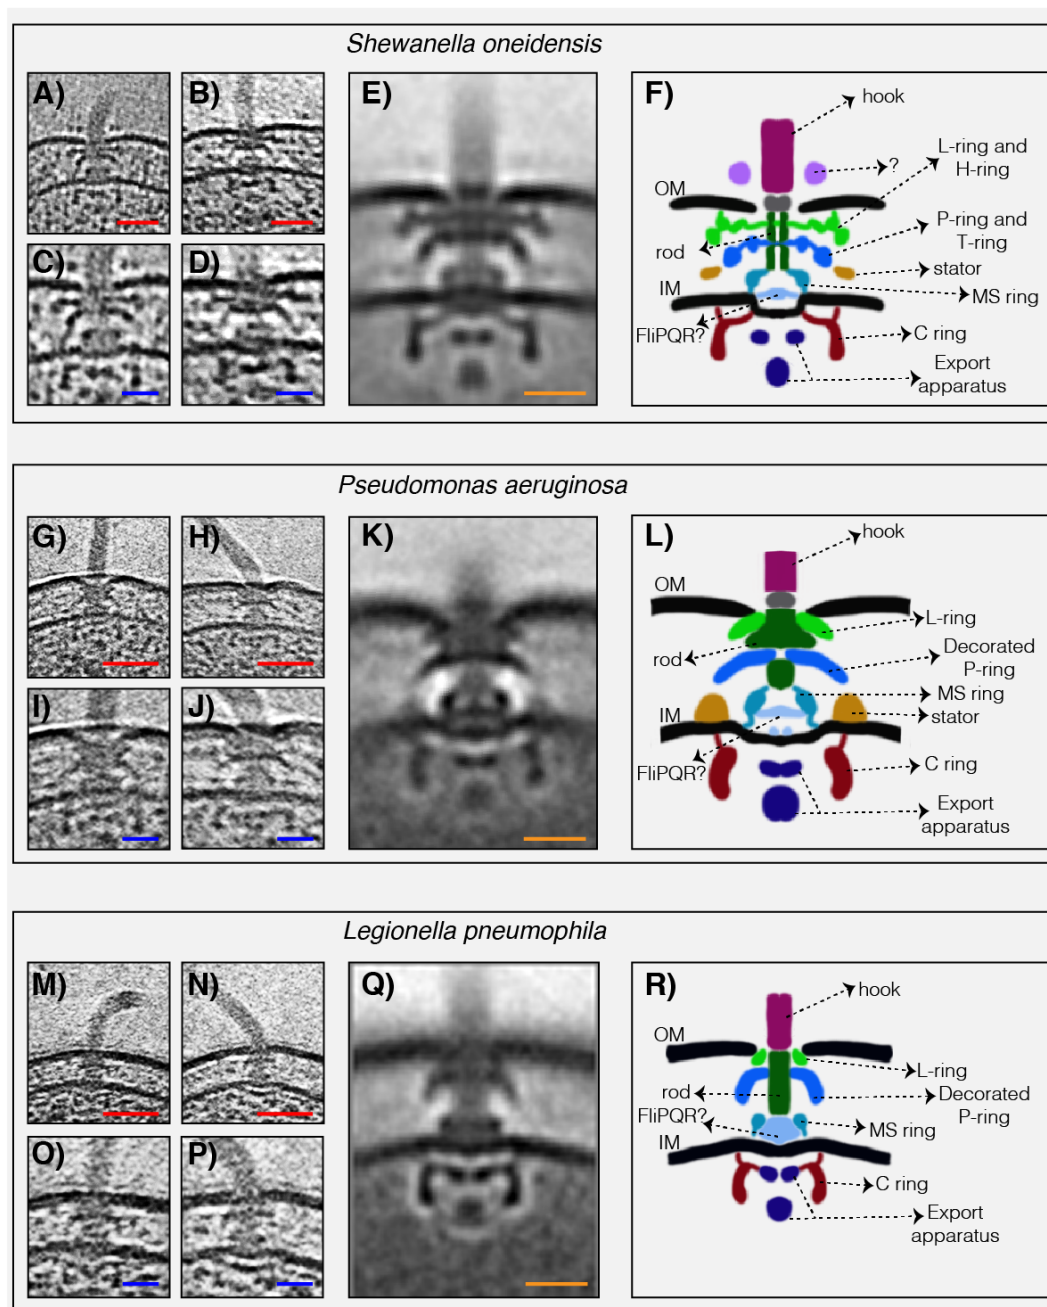 Shewanella oneidensis
A)
B)
C)
D)
E)
F)
hook
?
L-ring and
H-ring
OM
P-ring and
T-ring
rod
stator
IM
MS ring
FliPQR?
C ring
Export
apparatus
Pseudomonas aeruginosa
G)
H)
I)
J)
K)
L)
hook
OM
L-ring
rod
Decorated
P-ring
MS ring
IM
stator
FliPQR?
C ring
Export
apparatus
Legionella pneumophila
M)
N)
O)
P)
Q)
R)
hook
OM
L-ring
rod
Decorated
P-ring
FliPQR?
MS ring
IM
C ring
Export
apparatus